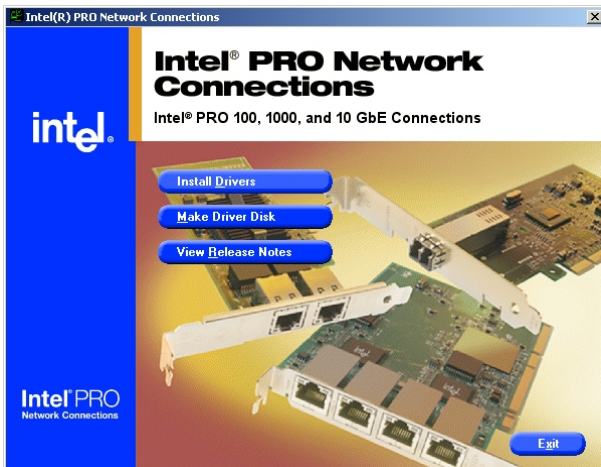 Intel(R) PRO Network Connections
Intel® PRO Network
Connections
Intel® PRO 100, 1000, and 10 GbE Connections
intel®
Install Drivers
Make Driver Disk
View Release Notes
intel
Intel® PRO
Network Connections
Exit